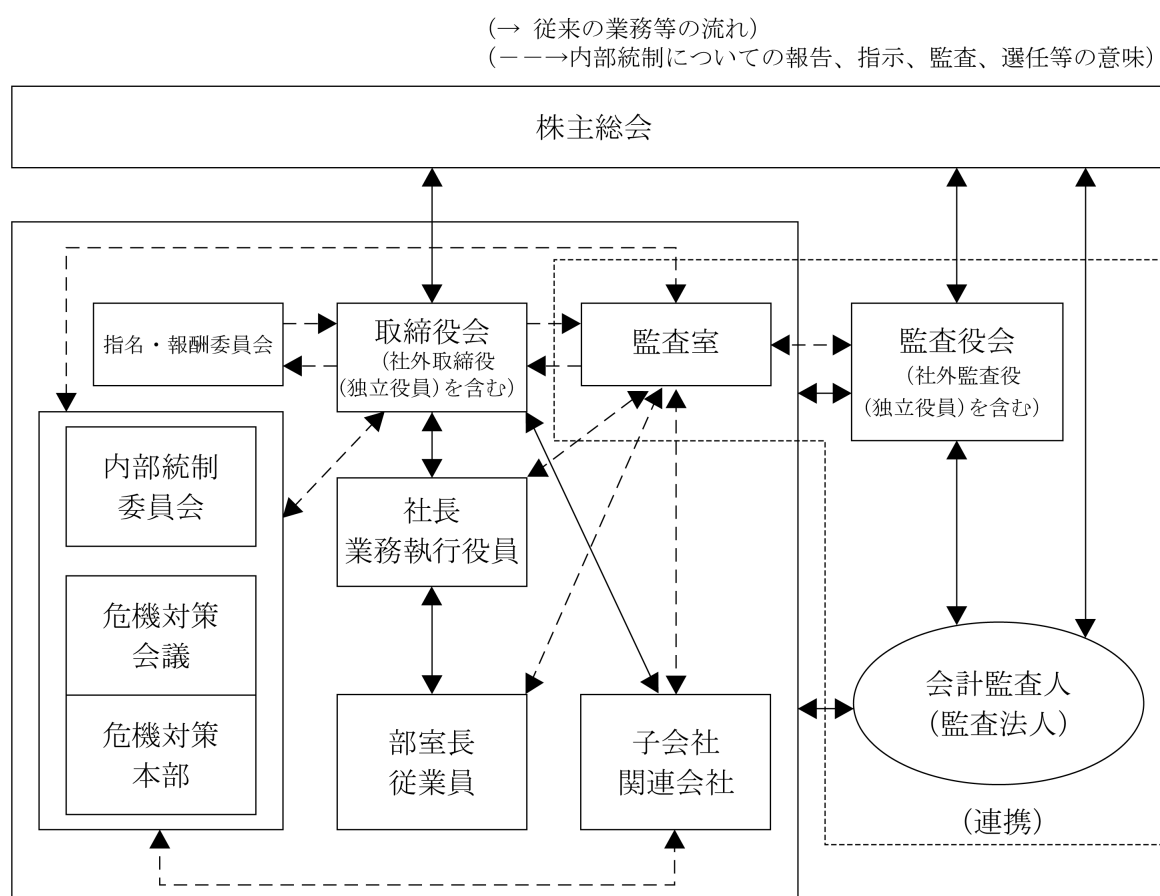 (→ 従来の業務等の流れ)
(−−→内部統制についての報告、指示、監査、選任等の意味)
株主総会
指名・報酬委員会
取締役会
(社外取締役
(独立役員)を含む)
監査室
監査役会
(社外監査役
(独立役員)を含む)
内部統制
委員会
社長
業務執行役員
危機対策
会議
危機対策
本部
部室長
従業員
子会社
関連会社
会計監査人
(監査法人)
(連携)